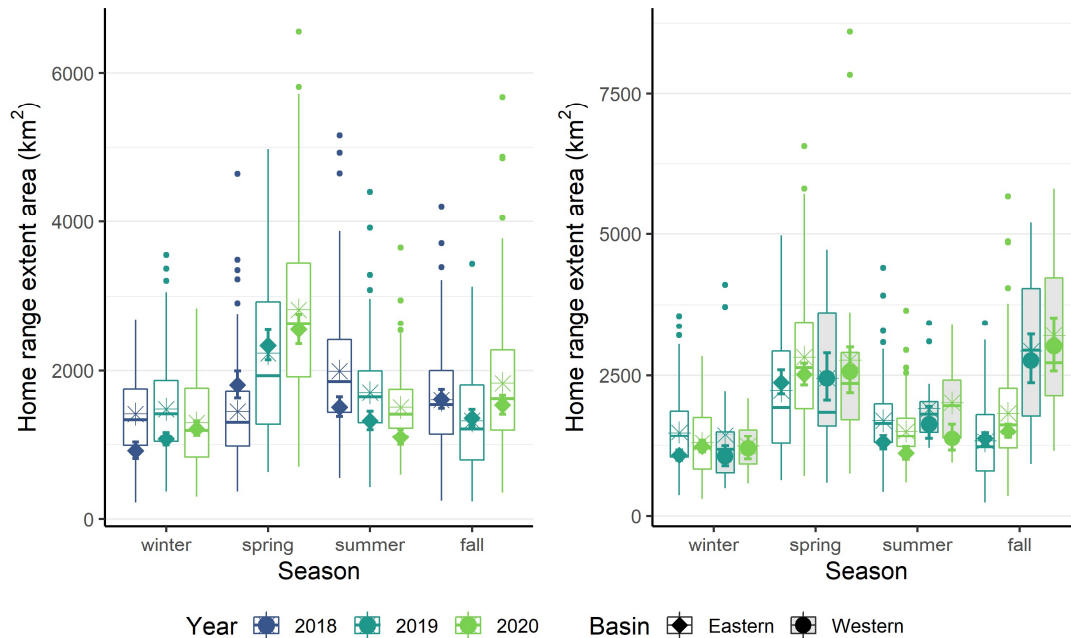 Home range extent area (km²)
6000
4000
2000
0
winter spring summer fall
Season
Home range extent area (km²)
7500
5000
2500
0
winter spring summer fall
Season
Year 2018 2019 2020 Basin Eastern Western